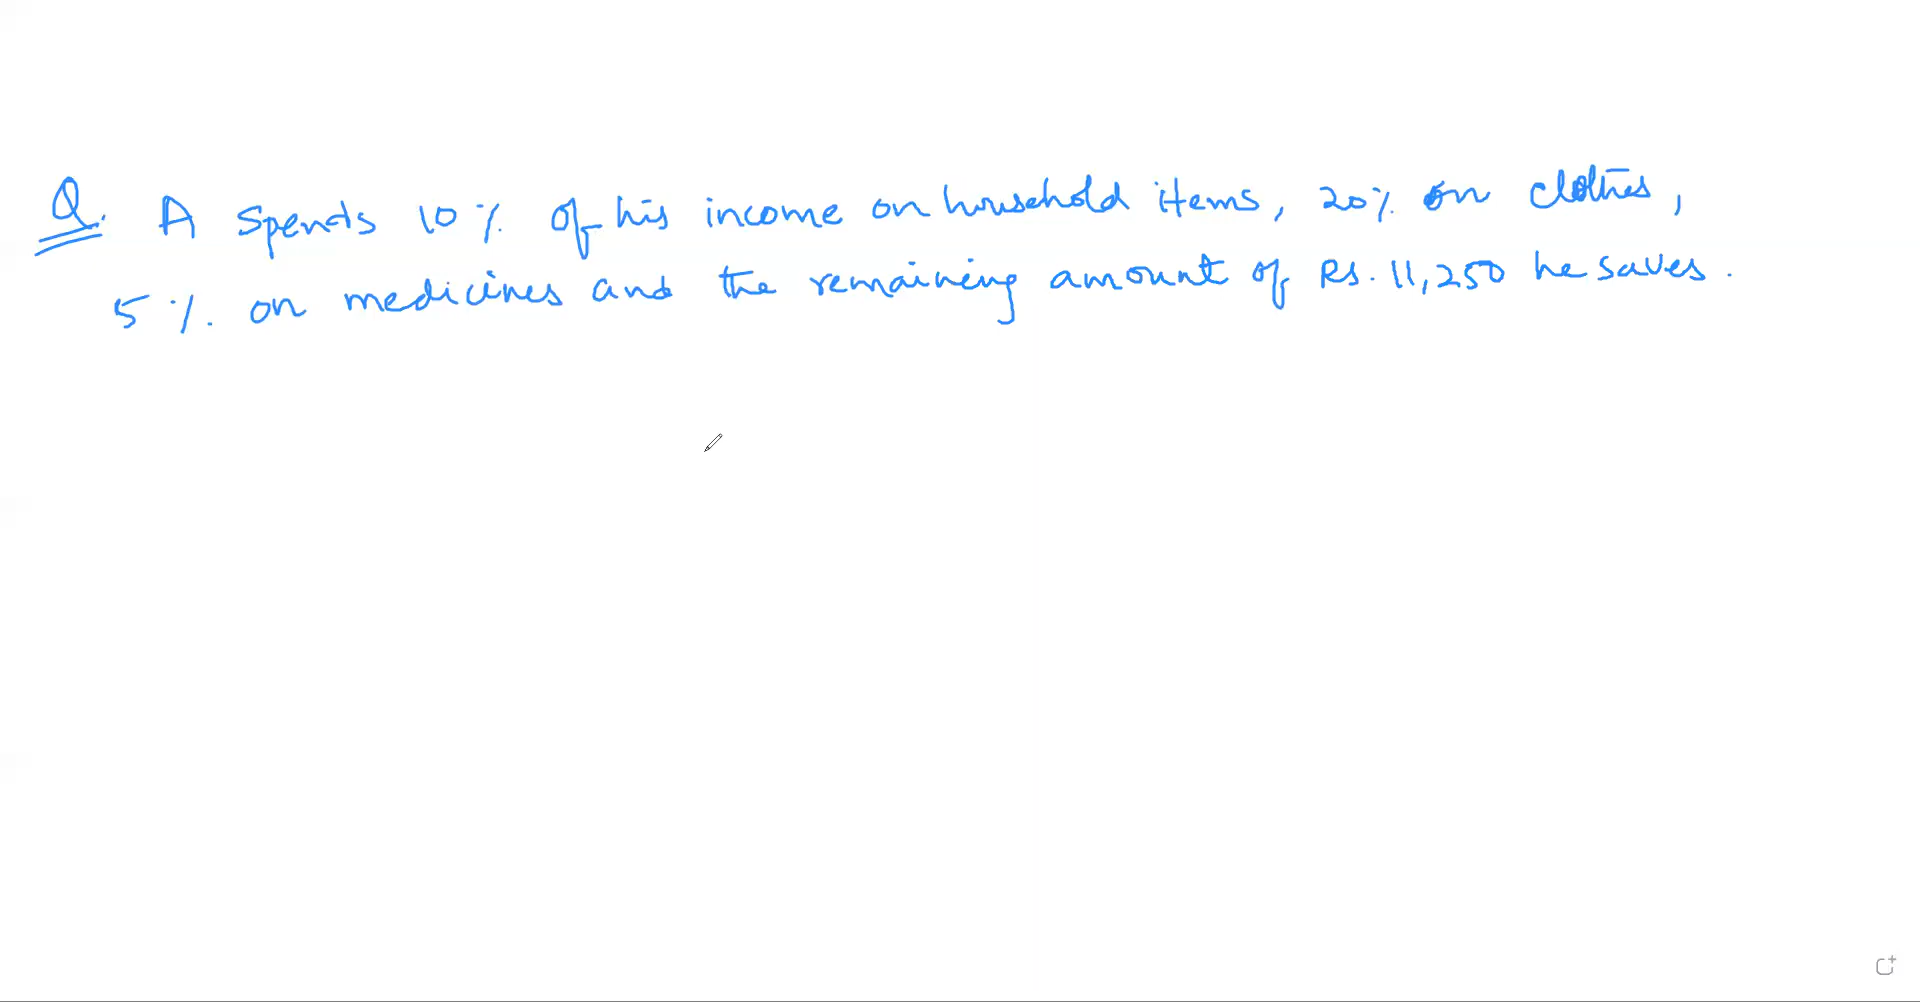 Q. A spends 10% of his income on household items, 20% on clothes,
5%. on medicines and the remaining amount of Rs. 11,250 he saves.